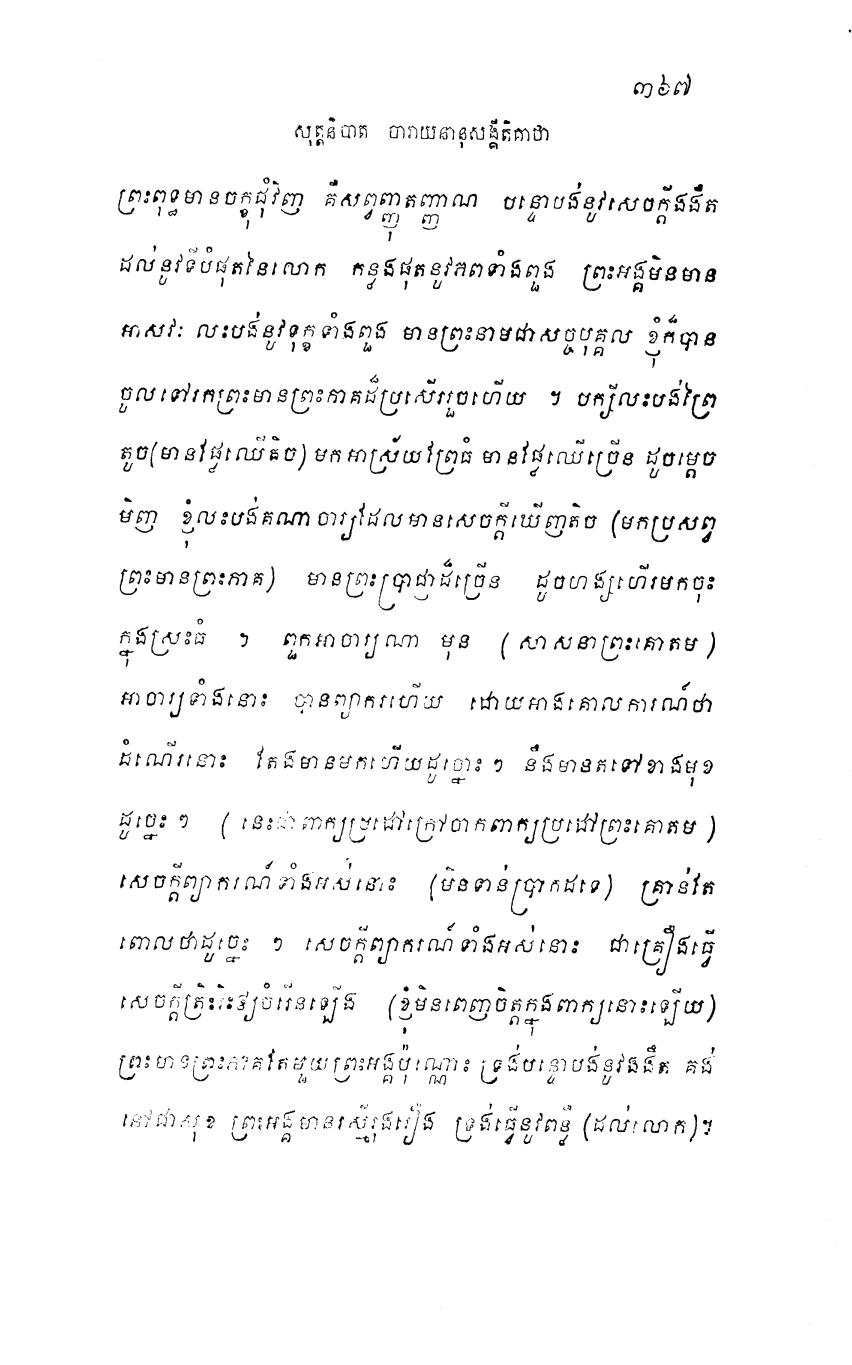 ៣៦៧
សុត្តនិបាត បារាយនានុសង្គីតិគាថា
ព្រះពុទ្ធមានចក្ខុជុំវិញ គឺសព្វញ្ញុតញ្ញាណ បន្ទោបង់នូវសេចក្ដីងងឹត
ដល់នូវទីបំផុតនៃលោក កន្លងផុតនូវភពទាំងពួង ព្រះអង្គមិនមាន
អាសវៈ លះបង់នូវទុក្ខទាំងពួង មានព្រះនាមជាសច្ចបុគ្គល ខ្ញុំក៏បាន
ចូលទៅរកព្រះមានព្រះភាគដ៏ប្រសើររួចហើយ ។ បក្សីលះបង់ព្រៃ
តូច(មានផ្លែឈើតិច) មកអាស្រ័យព្រៃធំ មានផ្លែឈើច្រើន ដូចម្ដេច
មិញ ខ្ញុំលះបង់គណាចារ្យដែលមានសេចក្ដីឃើញតិច (មកប្រសព្វ
ព្រះមានព្រះភាគ) មានព្រះប្រាជ្ញាដ៏ច្រើន ដូចហង្សហើរមកចុះ
ក្នុងស្រះធំ ។ ពួកអាចារ្យណា មុន (សាសនាព្រះគោតម)
អាចារ្យទាំងនោះ បានព្យាករហើយ ដោយអាងគោលការណ៍ថា
ដំណើរនោះ តែងមានមកហើយដូច្នោះៗ នឹងមានតទៅខាងមុខ
ដូច្នេះៗ (នេះជាពាក្យប្រដៅក្រៅចាកពាក្យប្រដៅព្រះគោតម)
សេចក្ដីព្យាករណ៍ទាំងអស់នោះ (មិនទាន់ប្រាកដទេ) គ្រាន់តែ
ពោលថាដូច្នេះៗ សេចក្ដីព្យាករណ៍ទាំងអស់នោះ ជាគ្រឿងធ្វើ
សេចក្ដីត្រិះរិះឲ្យចំរើនឡើង (ខ្ញុំមិនពេញចិត្តក្នុងពាក្យនោះឡើយ)
ព្រះមានព្រះភាគតែមួយព្រះអង្គប៉ុណ្ណោះ ទ្រង់បន្ទោបង់នូវងងឹត គង់
នៅជាសុខ ព្រះអង្គមានរស្មីរុងរឿង ទ្រង់ធ្វើនូវពន្លឺ (ដល់លោក)។